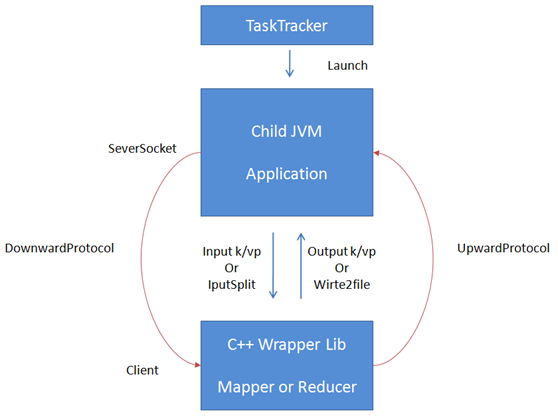 TaskTracker
Launch
Child JVM
Application
SeverSocket
DownwardProtocol
Input k/vp
Or
IputSplit
Output k/vp
Or
Wirte2file
UpwardProtocol
Client
C++ Wrapper Lib
Mapper or Reducer